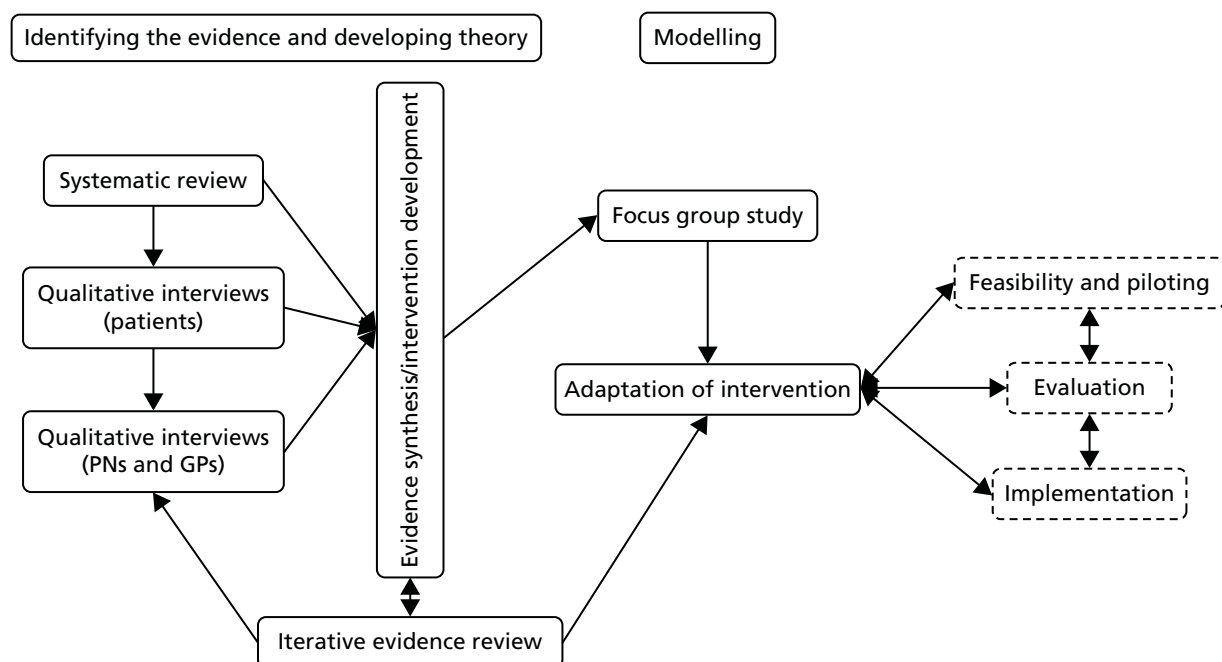 Identifying the evidence and developing theory
Modelling
Systematic review
Qualitative interviews
(patients)
Qualitative interviews
(PNs and GPs)
Evidence synthesis/intervention development
Iterative evidence review
Focus group study
Adaptation of intervention
Feasibility and piloting
Evaluation
Implementation